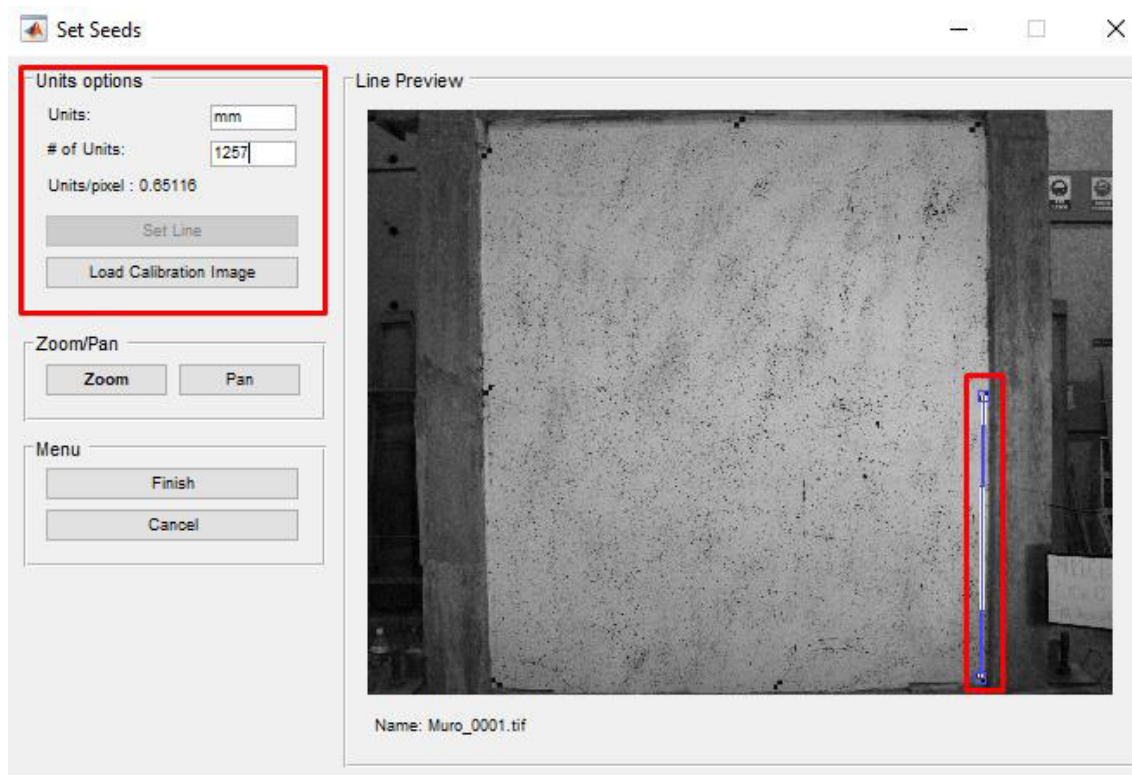 Set Seeds
Units options
Units: mm
# of Units: 1257
Units/pixel : 0.65116
Set Line
Load Calibration Image
Zoom/Pan
Zoom Pan
Menu
Finish
Cancel
Line Preview
Name: Muro_0001.tif